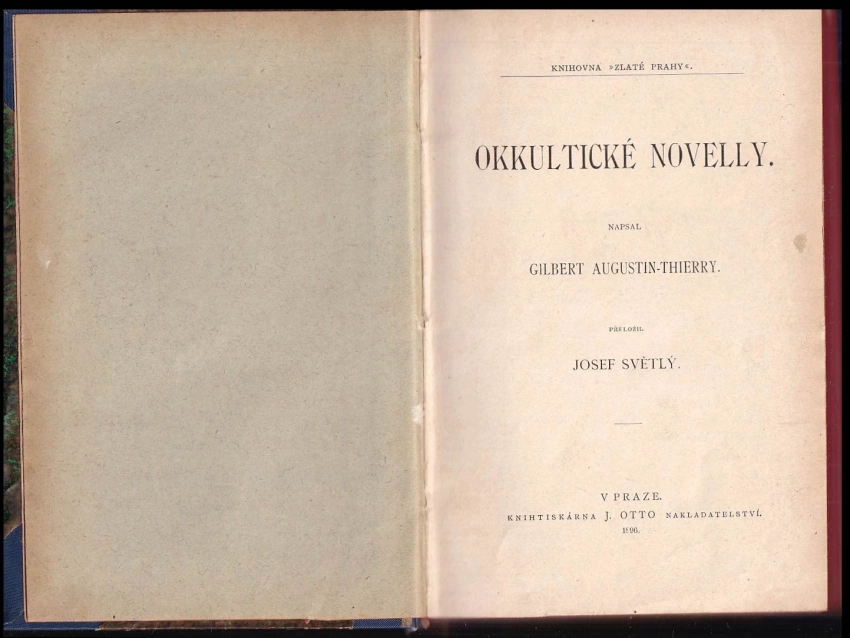 KNIHOVNA »ZLATÉ PRAHY«.
OKKULTICKÉ NOVELLY.
NAPSAL
GILBERT AUGUSTIN-THIERRY.
PŘELOŽIL
JOSEF SVĚTLÝ.
V PRAZE.
KNIHTISKÁRNA J. OTTO NAKLADATELSTVÍ.
1896.